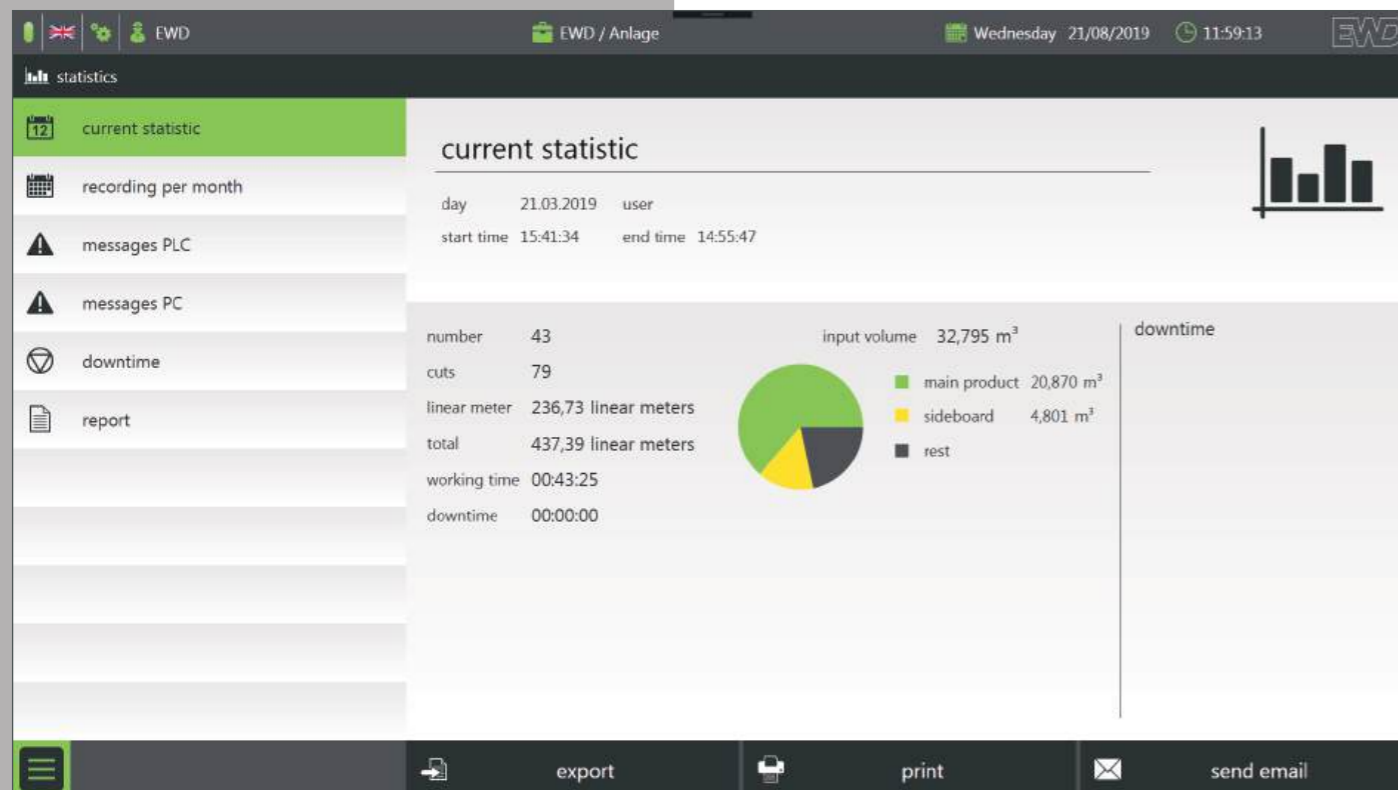 EWD EWD / Anlage Wednesday 21/08/2019 11:59:13 EWD
statistics
12 current statistic
recording per month
messages PLC
messages PC
downtime
report
current statistic
day 21.03.2019 user
start time 15:41:34 end time 14:55:47
number 43
cuts 79
linear meter 236,73 linear meters
total 437,39 linear meters
working time 00:43:25
downtime 00:00:00
input volume 32,795 m³
main product 20,870 m³
sideboard 4,801 m³
rest
downtime
export print send email